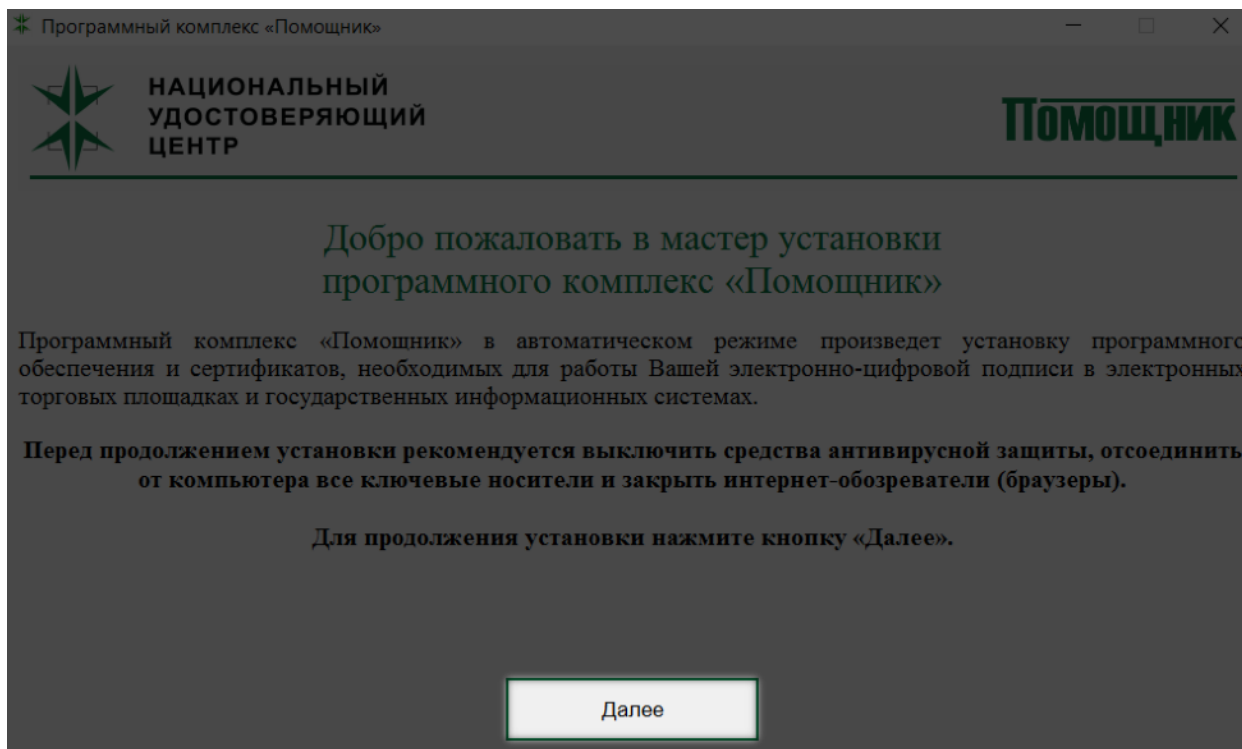 Программный комплекс «Помощник»
НАЦИОНАЛЬНЫЙ
УДОСТОВЕРЯЮЩИЙ
ЦЕНТР
Помощник
Добро пожаловать в мастер установки
программного комплекс «Помощник»
Программный комплекс «Помощник» в автоматическом режиме произведет установку программного
обеспечения и сертификатов, необходимых для работы Вашей электронно-цифровой подписи в электронных
торговых площадках и государственных информационных системах.
Перед продолжением установки рекомендуется выключить средства антивирусной защиты, отсоединить
от компьютера все ключевые носители и закрыть интернет-обозреватели (браузеры).
Для продолжения установки нажмите кнопку «Далее».
Далее